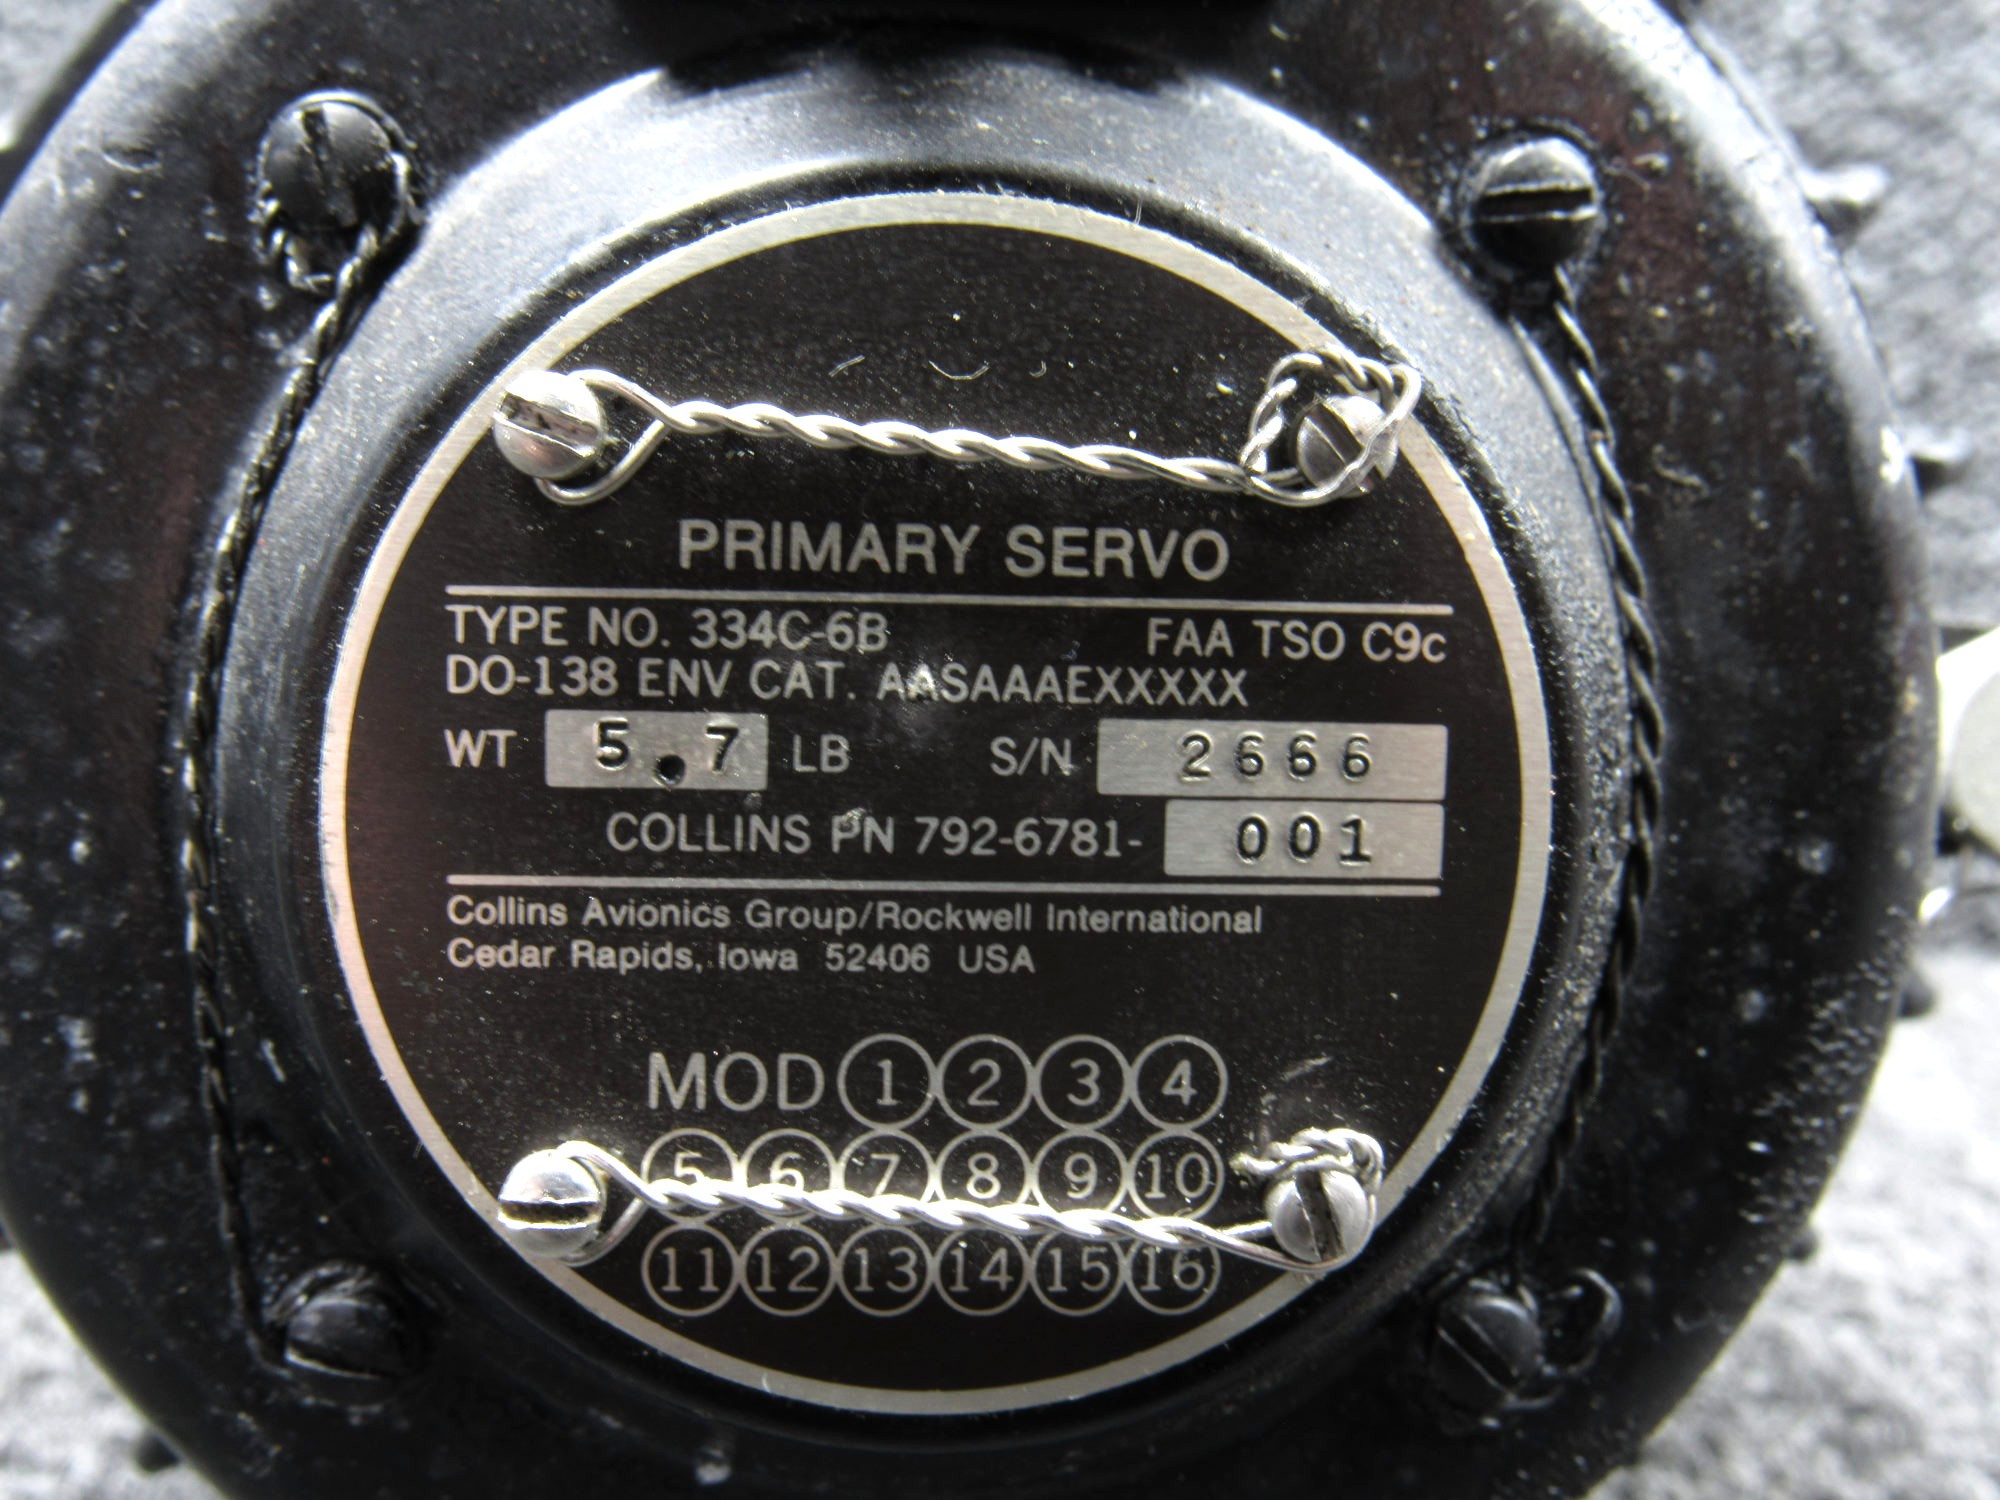 PRIMARY SERVO
TYPE NO. 334C-6B FAA TSO C9c
DO-138 ENV CAT. AASAAAEXXXXX
WT 5.7 LB S/N 2666
COLLINS PN 792-6781- 001
Collins Avionics Group/Rockwell International
Cedar Rapids, Iowa 52406 USA
MOD 1 2 3 4
5 6 7 8 9 10
11 12 13 14 15 16